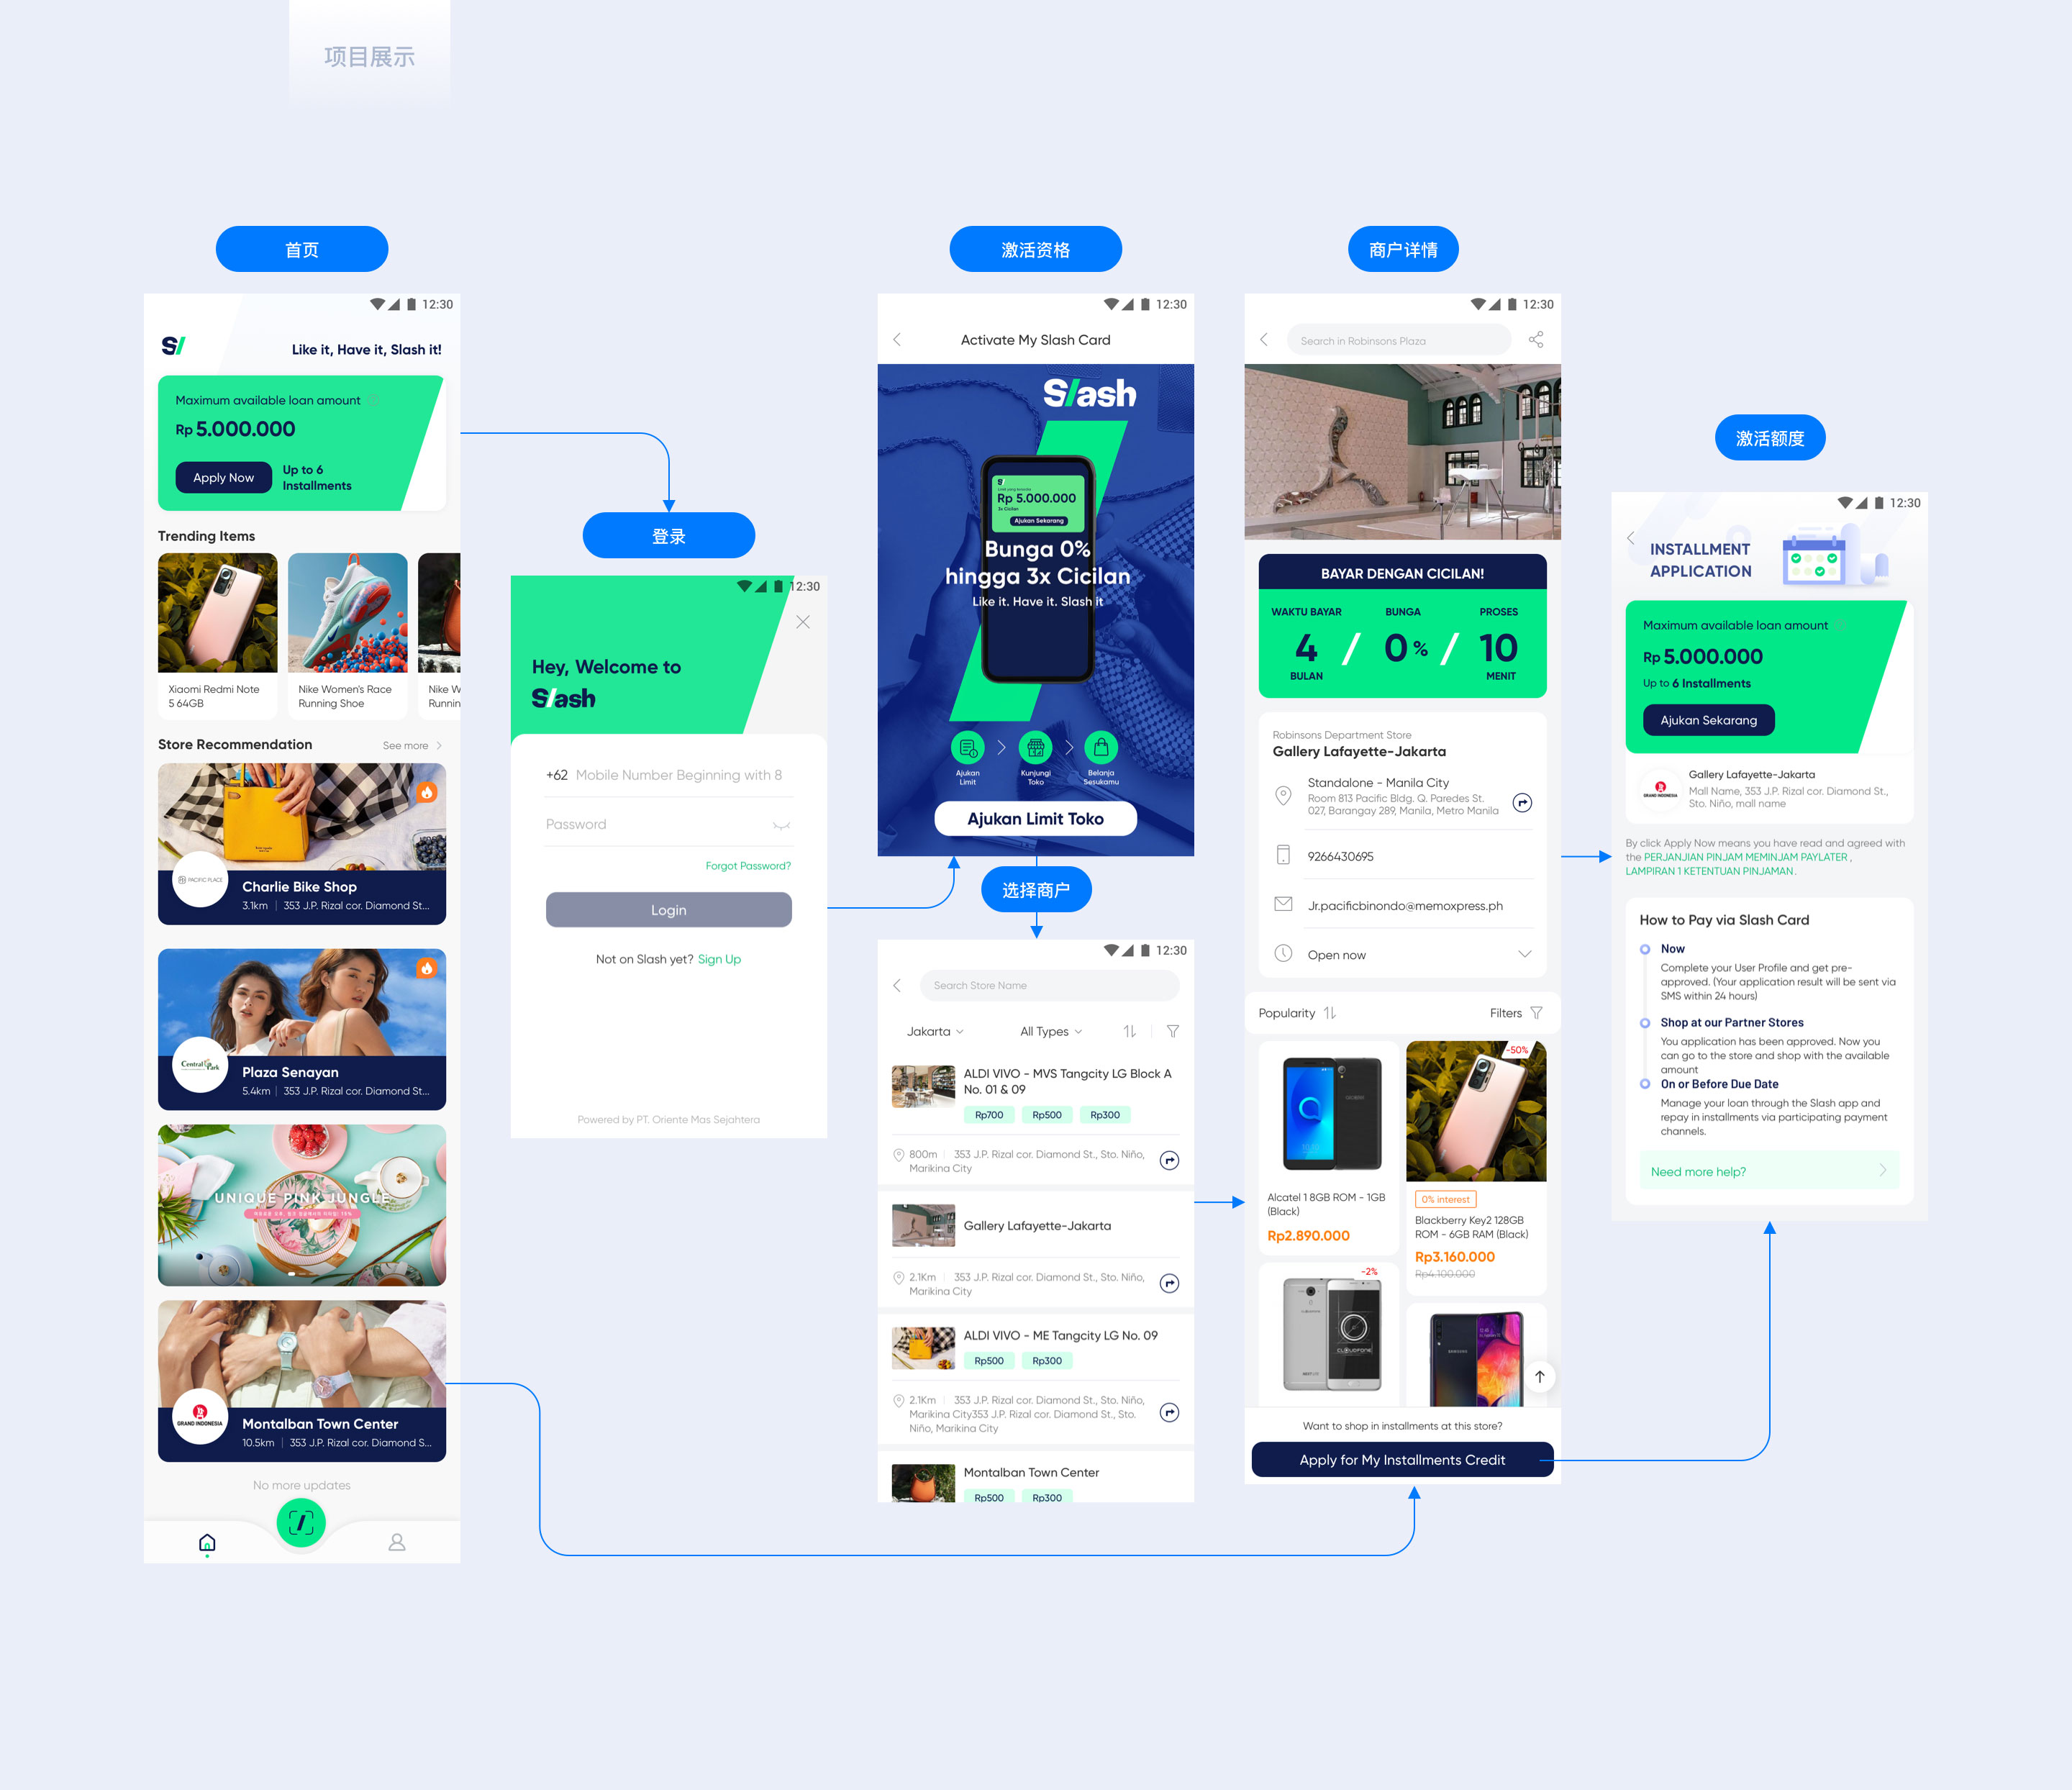 项目展示
首页
12:30
S/
Like it, Have it, Slash it!
Maximum available loan amount
Rp 5.000.000
Apply Now
Up to 6
Installments
Trending Items
Xiaomi Redmi Note
5 64GB
Nike Women's Race
Running Shoe
Nike W
Runnin
Store Recommendation
See more
PACIFIC PLACE
Charlie Bike Shop
3.1km
353 J.P. Rizal cor. Diamond St...
Central Park
Plaza Senayan
5.4km
353 J.P. Rizal cor. Diamond St...
UNIQUE PINK JUNGLE
GRAND INDONESIA
Montalban Town Center
10.5km
353 J.P. Rizal cor. Diamond S...
No more updates
登录
12:30
Hey, Welcome to
Slash
+62
Mobile Number Beginning with 8
Password
Forgot Password?
Login
Not on Slash yet? Sign Up
Powered by PT. Oriente Mas Sejahtera
激活资格
12:30
Activate My Slash Card
Slash
Rp 5.000.000
3x Cicilan
Ajukan Sekarang
Bunga 0%
hingga 3x Cicilan
Like it. Have it. Slash it
Ajukan
Limit
Kunjungi
Toko
Belanja
Sesukamu
Ajukan Limit Toko
选择商户
12:30
Search Store Name
Jakarta
All Types
ALDI VIVO - MVS Tangcity LG Block A
No. 01 & 09
Rp700
Rp500
Rp300
800m
353 J.P. Rizal cor. Diamond St., Sto. Niño,
Marikina City
Gallery Lafayette-Jakarta
2.1Km
353 J.P. Rizal cor. Diamond St., Sto. Niño,
Marikina City
ALDI VIVO - ME Tangcity LG No. 09
Rp500
Rp300
2.1Km
353 J.P. Rizal cor. Diamond St., Sto. Niño,
Marikina City353 J.P. Rizal cor. Diamond St., Sto.
Niño, Marikina City
Montalban Town Center
Rp500
Rp300
商户详情
12:30
Search in Robinsons Plaza
BAYAR DENGAN CICILAN!
WAKTU BAYAR
BUNGA
PROSES
4 / 0 % / 10
BULAN
MENIT
Robinsons Department Store
Gallery Lafayette-Jakarta
Standalone - Manila City
Room 813 Pacific Bldg. Q. Paredes St.
027, Barangay 289, Manila, Metro Manila
9266430695
Jr.pacificbinondo@memoxpress.ph
Open now
Popularity
Filters
Alcatel 1 8GB ROM - 1GB
(Black)
Rp2.890.000
-50%
0% interest
Blackberry Key2 128GB
ROM - 6GB RAM (Black)
Rp3.160.000
Rp4.100.000
-2%
CLOUDFONE
SAMSUNG
Want to shop in installments at this store?
Apply for My Installments Credit
激活额度
12:30
INSTALLMENT
APPLICATION
Maximum available loan amount
Rp 5.000.000
Up to 6 Installments
Ajukan Sekarang
GRAND INDONESIA
Gallery Lafayette-Jakarta
Mall Name, 353 J.P. Rizal cor. Diamond St.,
Sto. Niño, mall name
By click Apply Now means you have read and agreed with
the PERJANJIAN PINJAM MEMINJAM PAYLATER ,
LAMPIRAN 1 KETENTUAN PINJAMAN .
How to Pay via Slash Card
Now
Complete your User Profile and get pre-
approved. (Your application result will be sent via
SMS within 24 hours)
Shop at our Partner Stores
You application has been approved. Now you
can go to the store and shop with the available
amount
On or Before Due Date
Manage your loan through the Slash app and
repay in installments via participating payment
channels.
Need more help?